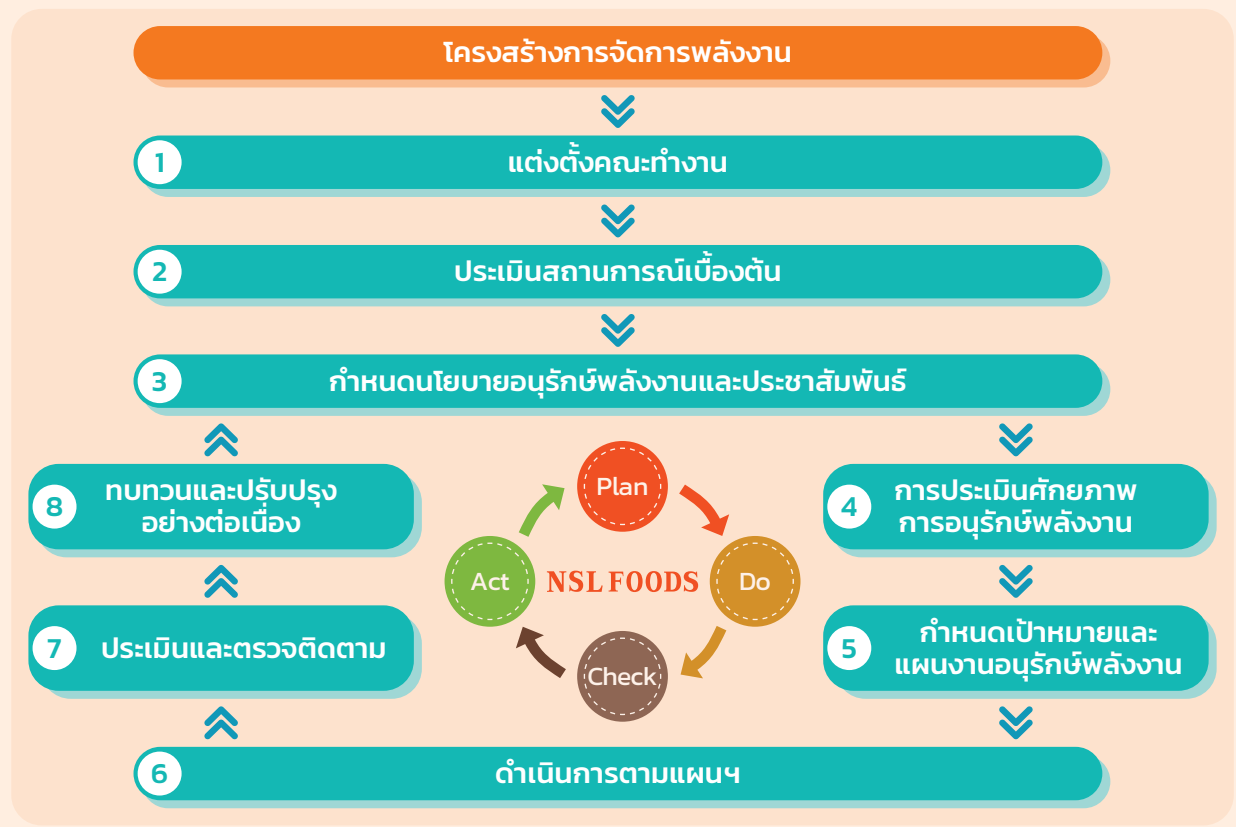 โครงสร้างการจัดการพลังงาน
1
แต่งตั้งคณะทำงาน
2
ประเมินสถานการณ์เบื้องต้น
3
กำหนดนโยบายอนุรักษ์พลังงานและประชาสัมพันธ์
4
การประเมินศักยภาพ
การอนุรักษ์พลังงาน
5
กำหนดเป้าหมายและ
แผนงานอนุรักษ์พลังงาน
6
ดำเนินการตามแผนฯ
7
ประเมินและตรวจติดตาม
8
ทบทวนและปรับปรุง
อย่างต่อเนื่อง
Plan
Do
Check
Act
NSL FOODS